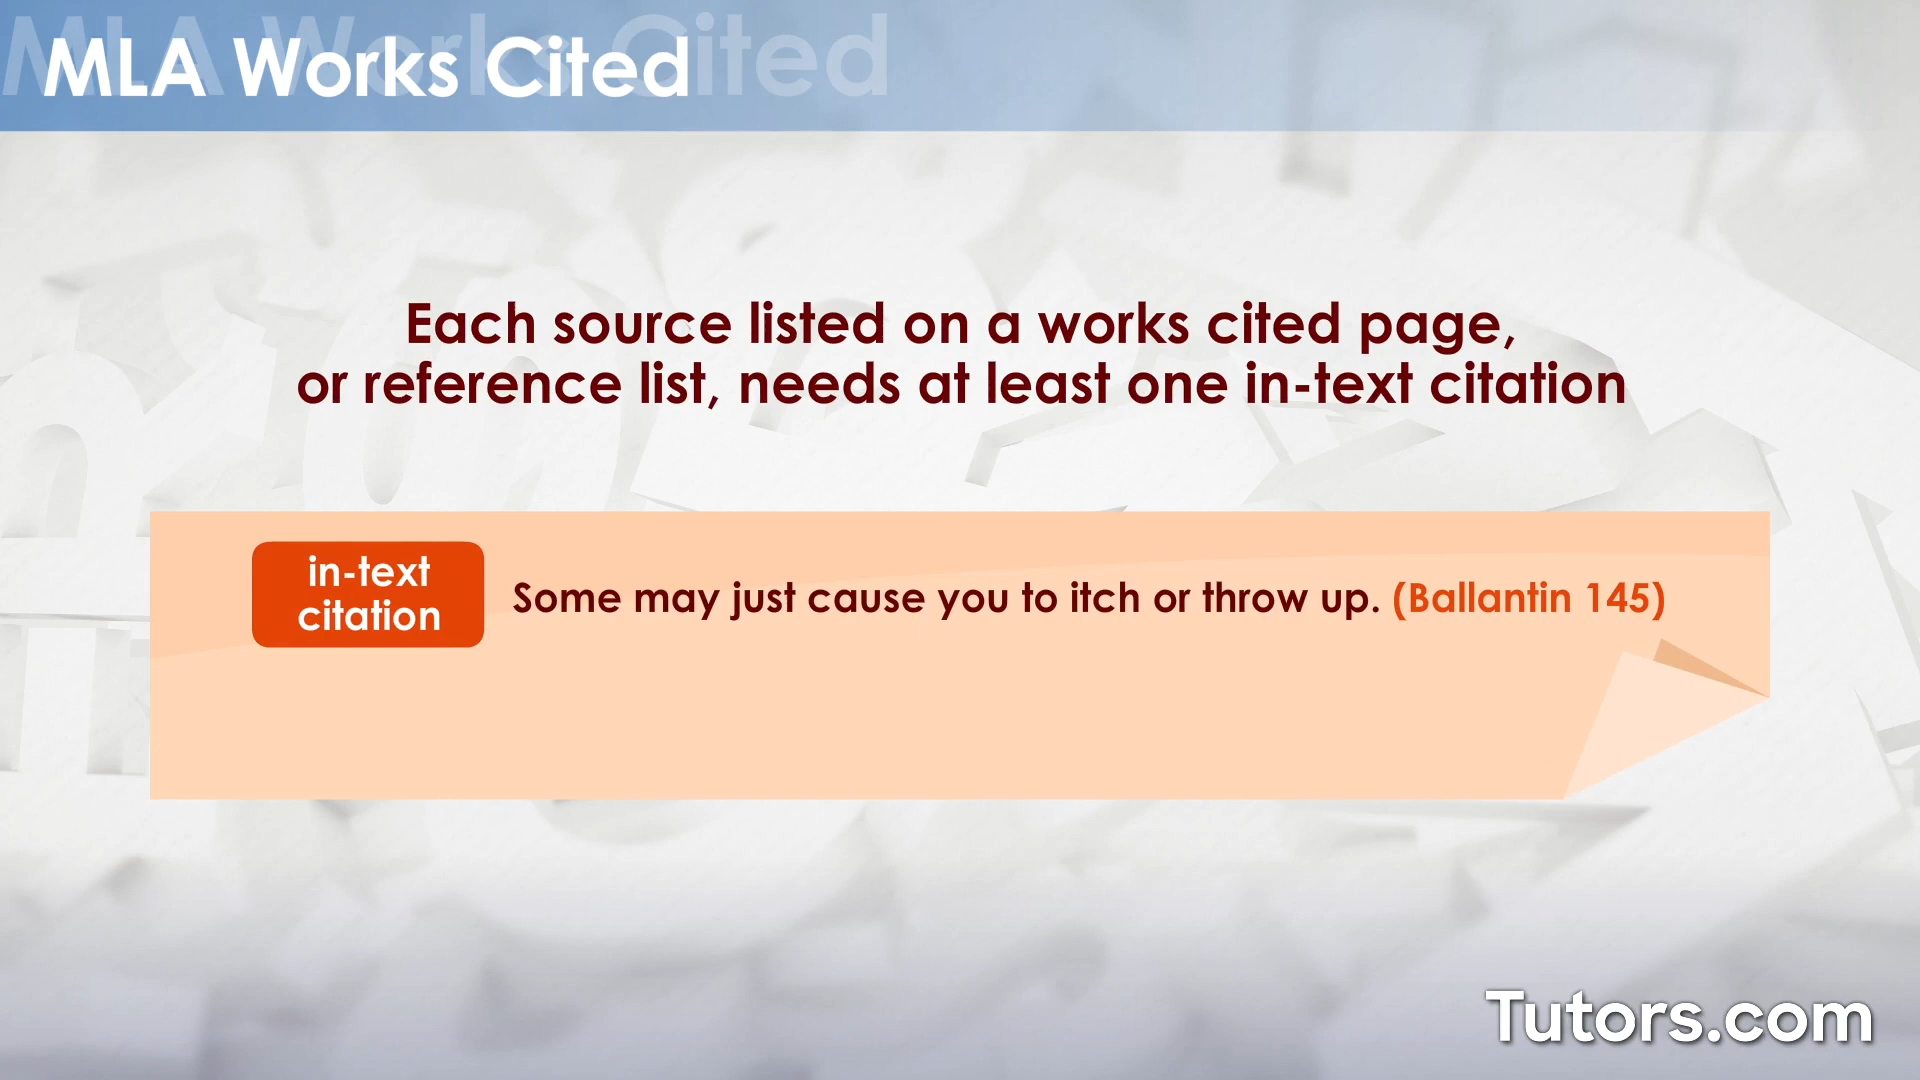 MLA Works Cited
Each source listed on a works cited page,
or reference list, needs at least one in-text citation
in-text
citation
Some may just cause you to itch or throw up. (Ballantin 145)
Tutors.com